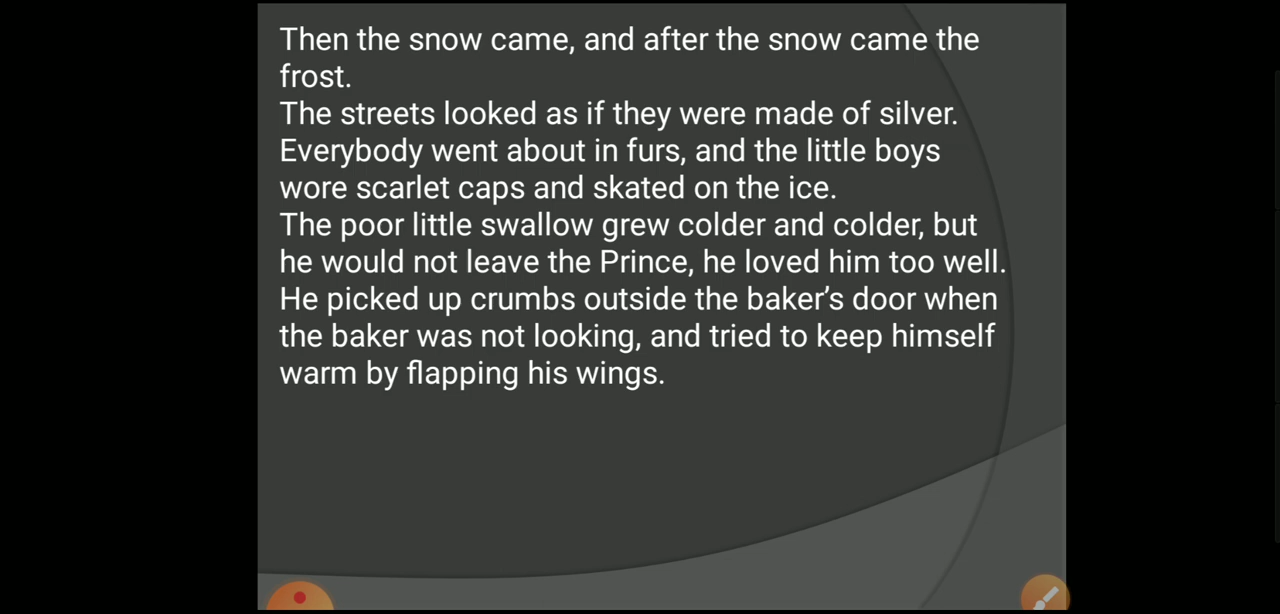 Then the snow came, and after the snow came the
frost.
The streets looked as if they were made of silver.
Everybody went about in furs, and the little boys
wore scarlet caps and skated on the ice.
The poor little swallow grew colder and colder, but
he would not leave the Prince, he loved him too well.
He picked up crumbs outside the baker’s door when
the baker was not looking, and tried to keep himself
warm by flapping his wings.